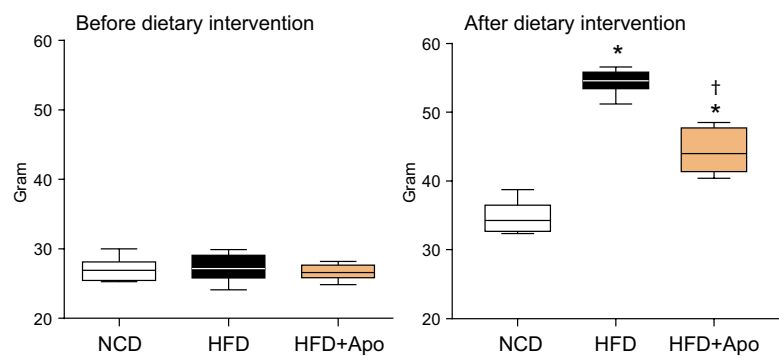 Before dietary intervention
60
50
40
30
20
Gram
NCD
HFD
HFD+Apo
After dietary intervention
60
50
40
30
20
Gram
*
†
*
NCD
HFD
HFD+Apo